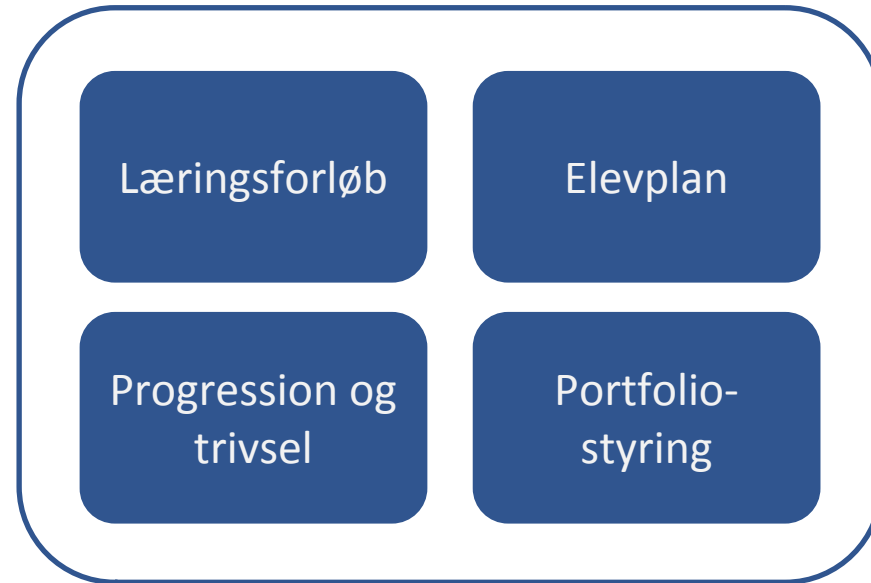 Læringsforløb
Elevplan
Progression og
trivsel
Portfolio-
styring